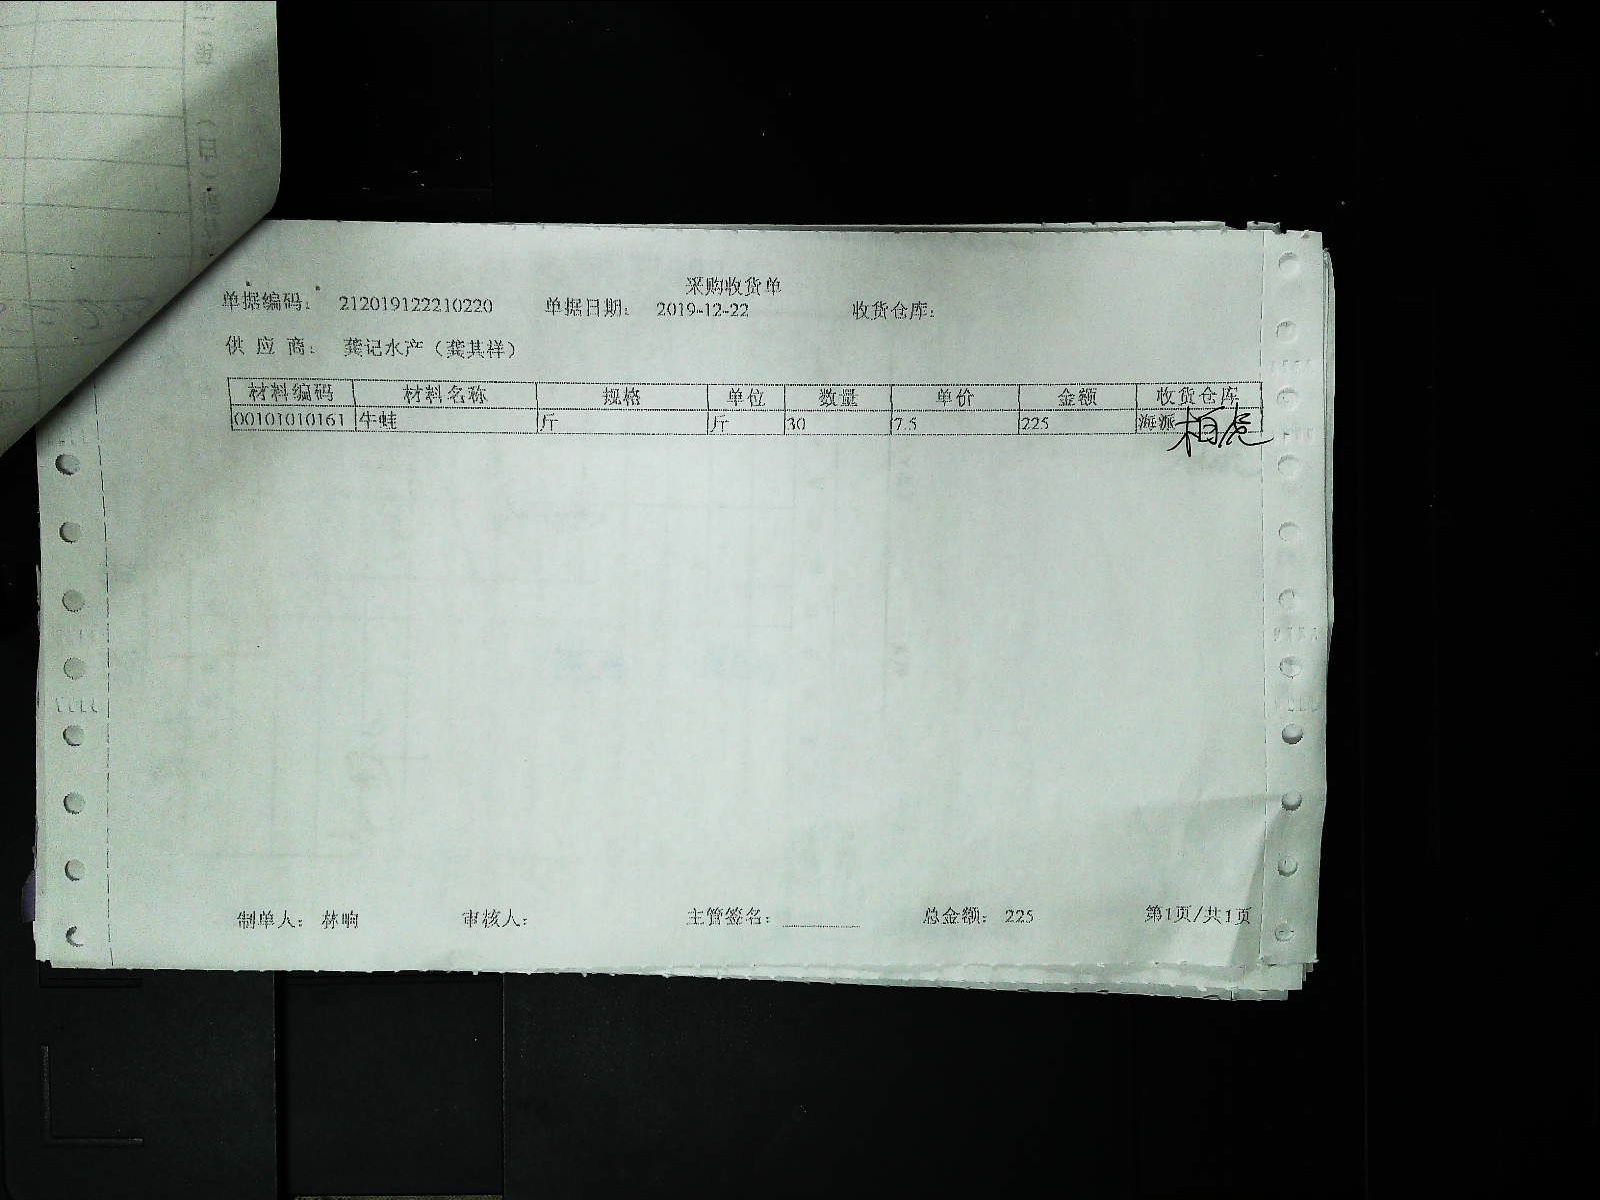 采购收货单
单据编码: 212019122210220 单据日期: 2019-12-22 收货仓库:
供应商: 龚记水产（龚其样）
材料编码 材料名称 规格 单位 数量 单价 金额 收货仓库
00101010161 牛蛙 斤 斤 30 7.5 225 海派
柏虎
制单人: 林响 审核人: 主管签名: 总金额: 225 第1页/共1页